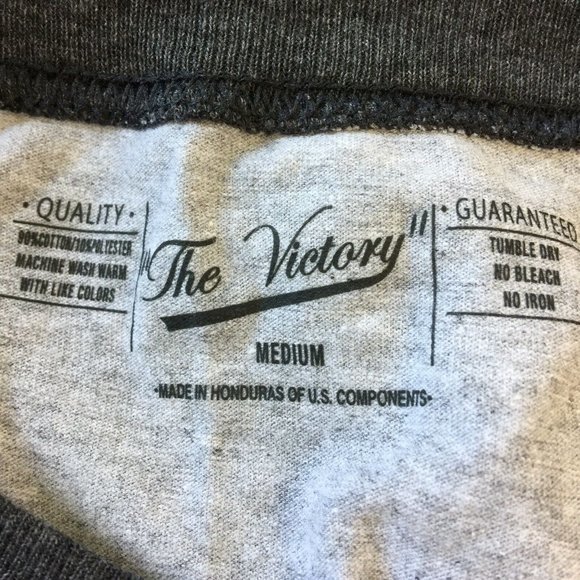 · QUALITY ·
90%COTTON/10%POLYESTER
MACHINE WASH WARM
WITH LIKE COLORS
"The Victory"
MEDIUM
·MADE IN HONDURAS OF U.S. COMPONENTS·
· GUARANTEED
TUMBLE DRY
NO BLEACH
NO IRON